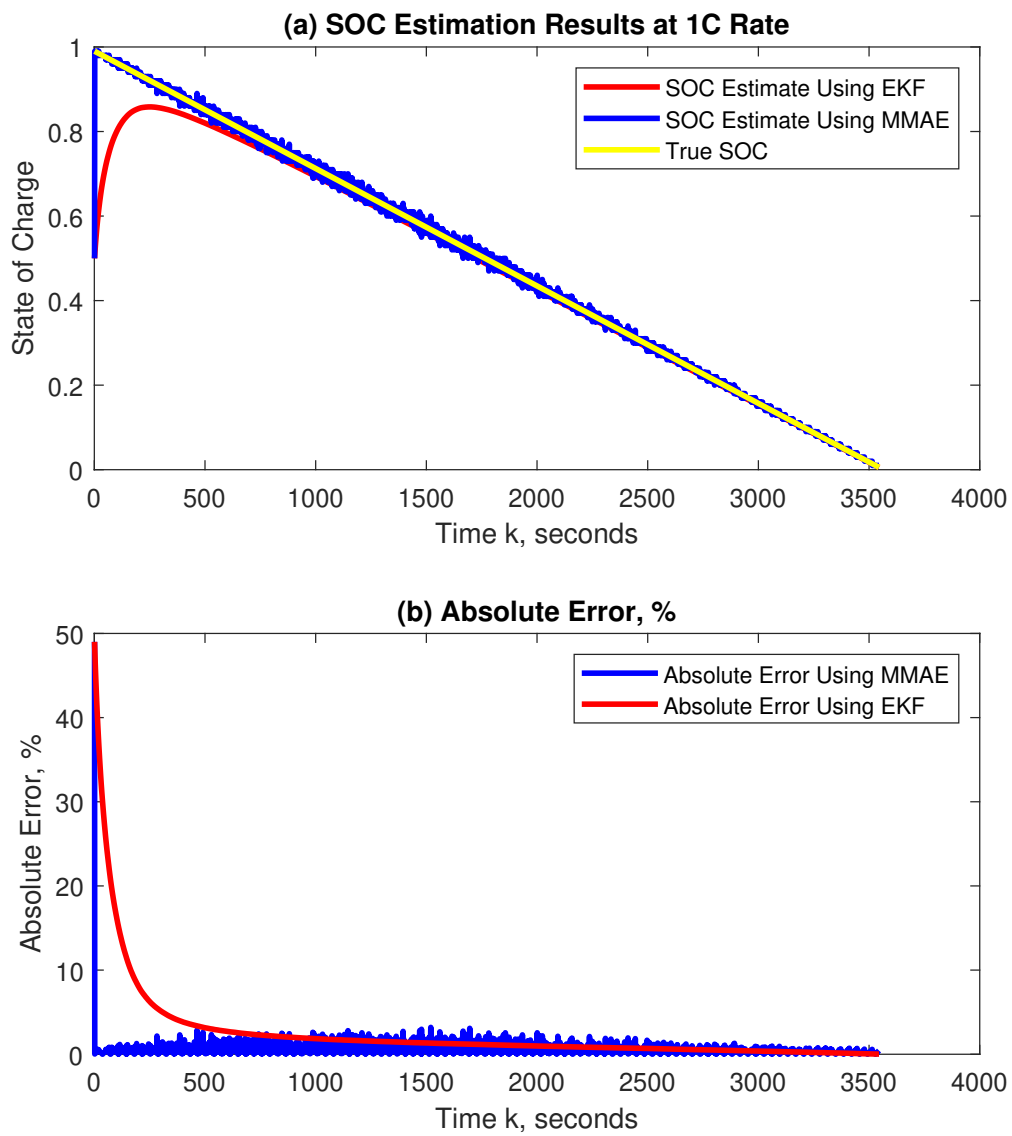 (a) SOC Estimation Results at 1C Rate
1
0.8
0.6
0.4
0.2
0
State of Charge
SOC Estimate Using EKF
SOC Estimate Using MMAE
True SOC
0 500 1000 1500 2000 2500 3000 3500 4000
Time k, seconds
(b) Absolute Error, %
50
40
30
20
10
0
Absolute Error, %
Absolute Error Using MMAE
Absolute Error Using EKF
0 500 1000 1500 2000 2500 3000 3500 4000
Time k, seconds